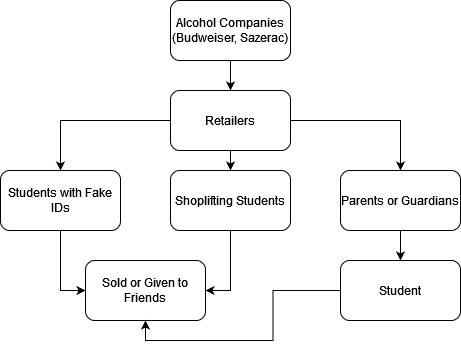 Alcohol Companies
(Budweiser, Sazerac)
Retailers
Students with Fake
IDs
Shoplifting Students
Parents or Guardians
Sold or Given to
Friends
Student